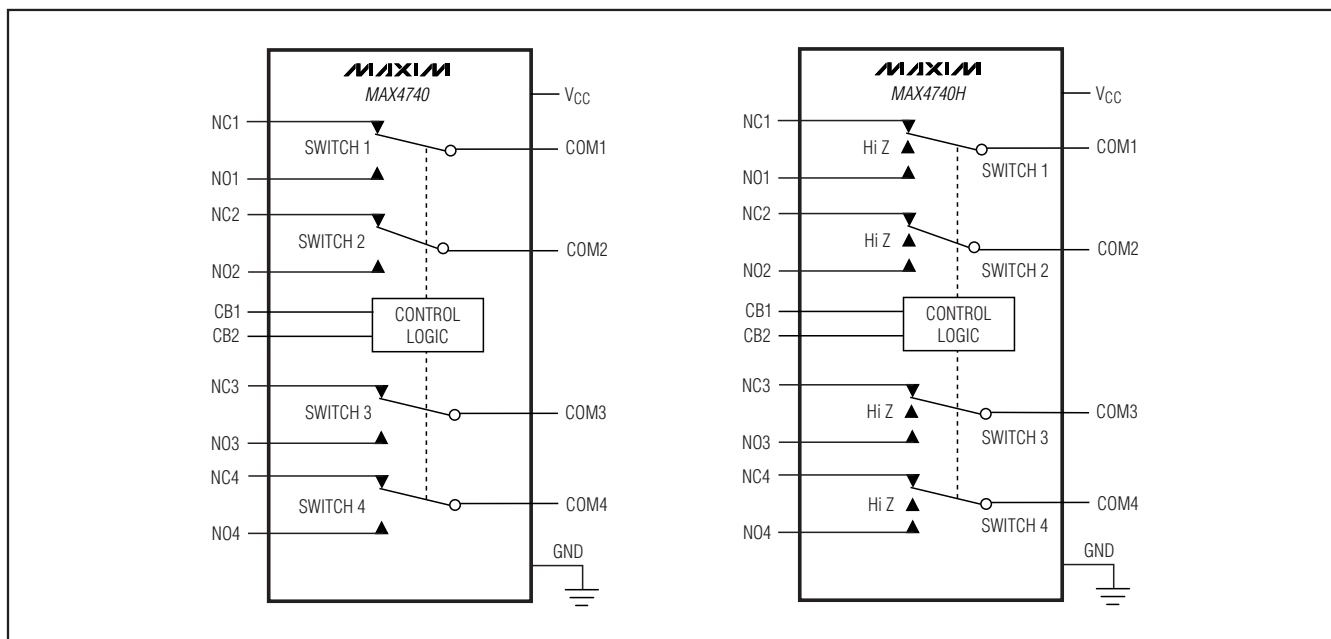 MAXIM
MAX4740
VCC
NC1
SWITCH 1
COM1
NO1
NC2
SWITCH 2
COM2
NO2
CB1
CB2
CONTROL
LOGIC
NC3
SWITCH 3
COM3
NO3
NC4
SWITCH 4
COM4
NO4
GND
MAXIM
MAX4740H
VCC
NC1
Hi Z
COM1
SWITCH 1
NO1
NC2
Hi Z
COM2
SWITCH 2
NO2
CB1
CB2
CONTROL
LOGIC
NC3
Hi Z
COM3
SWITCH 3
NO3
NC4
Hi Z
COM4
SWITCH 4
NO4
GND